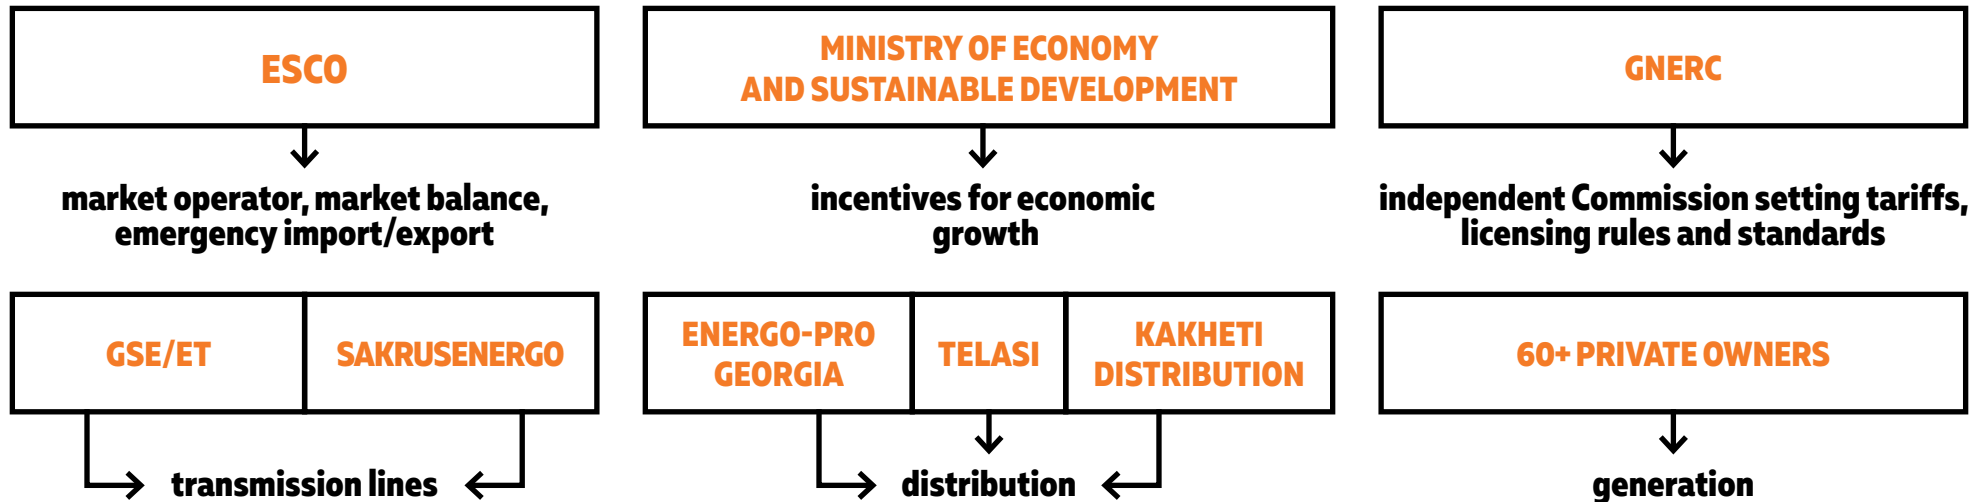 ESCO
MINISTRY OF ECONOMY
AND SUSTAINABLE DEVELOPMENT
GNERC
market operator, market balance,
emergency import/export
incentives for economic
growth
independent Commission setting tariffs,
licensing rules and standards
GSE/ET
SAKRUSENERGO
ENERGO-PRO
GEORGIA
TELASI
KAKHETI
DISTRIBUTION
60+ PRIVATE OWNERS
transmission lines
distribution
generation